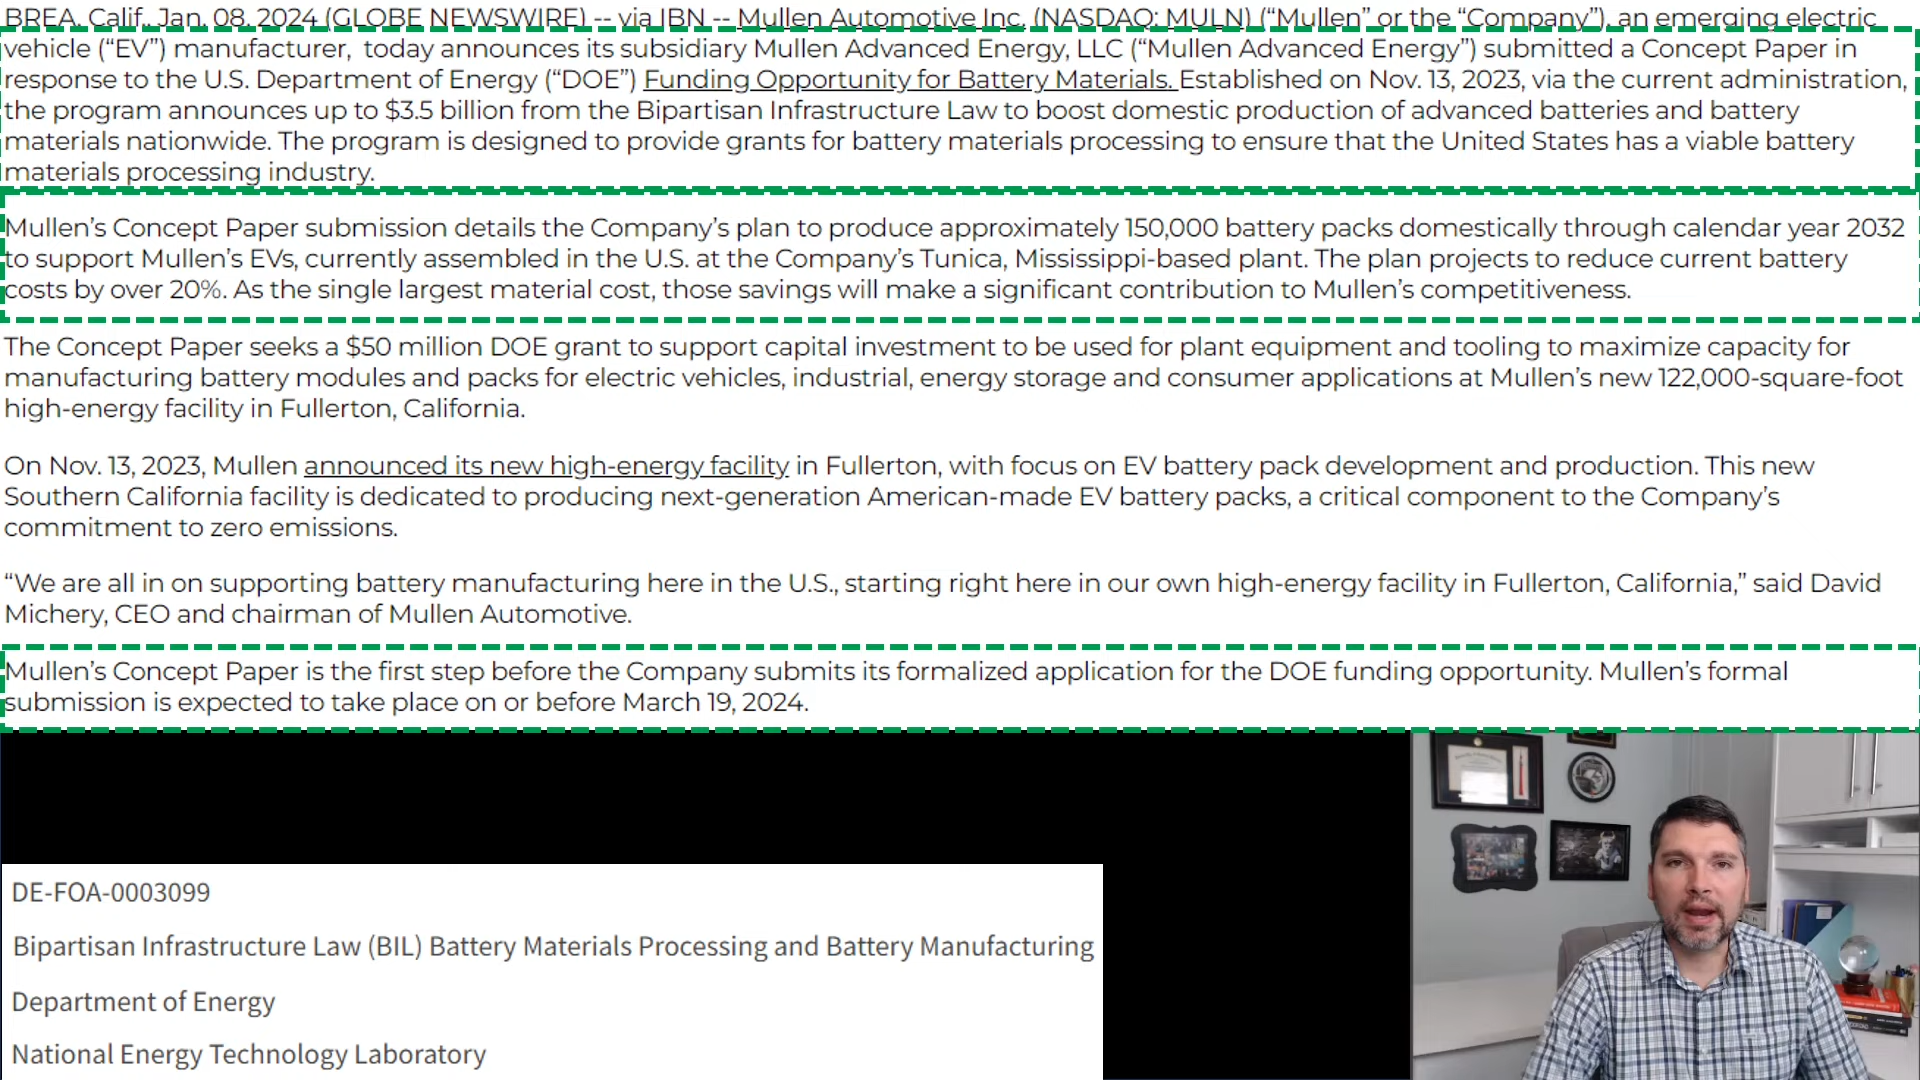 BREA, Calif., Jan. 08, 2024 (GLOBE NEWSWIRE) -- via IBN -- Mullen Automotive Inc. (NASDAQ: MULN) (“Mullen” or the “Company”), an emerging electric
vehicle (“EV”) manufacturer, today announces its subsidiary Mullen Advanced Energy, LLC (“Mullen Advanced Energy”) submitted a Concept Paper in
response to the U.S. Department of Energy (“DOE”) Funding Opportunity for Battery Materials. Established on Nov. 13, 2023, via the current administration,
the program announces up to $3.5 billion from the Bipartisan Infrastructure Law to boost domestic production of advanced batteries and battery
materials nationwide. The program is designed to provide grants for battery materials processing to ensure that the United States has a viable battery
materials processing industry.
Mullen’s Concept Paper submission details the Company’s plan to produce approximately 150,000 battery packs domestically through calendar year 2032
to support Mullen’s EVs, currently assembled in the U.S. at the Company’s Tunica, Mississippi-based plant. The plan projects to reduce current battery
costs by over 20%. As the single largest material cost, those savings will make a significant contribution to Mullen’s competitiveness.
The Concept Paper seeks a $50 million DOE grant to support capital investment to be used for plant equipment and tooling to maximize capacity for
manufacturing battery modules and packs for electric vehicles, industrial, energy storage and consumer applications at Mullen’s new 122,000-square-foot
high-energy facility in Fullerton, California.
On Nov. 13, 2023, Mullen announced its new high-energy facility in Fullerton, with focus on EV battery pack development and production. This new
Southern California facility is dedicated to producing next-generation American-made EV battery packs, a critical component to the Company’s
commitment to zero emissions.
“We are all in on supporting battery manufacturing here in the U.S., starting right here in our own high-energy facility in Fullerton, California,” said David
Michery, CEO and chairman of Mullen Automotive.
Mullen’s Concept Paper is the first step before the Company submits its formalized application for the DOE funding opportunity. Mullen’s formal
submission is expected to take place on or before March 19, 2024.
DE-FOA-0003099
Bipartisan Infrastructure Law (BIL) Battery Materials Processing and Battery Manufacturing
Department of Energy
National Energy Technology Laboratory